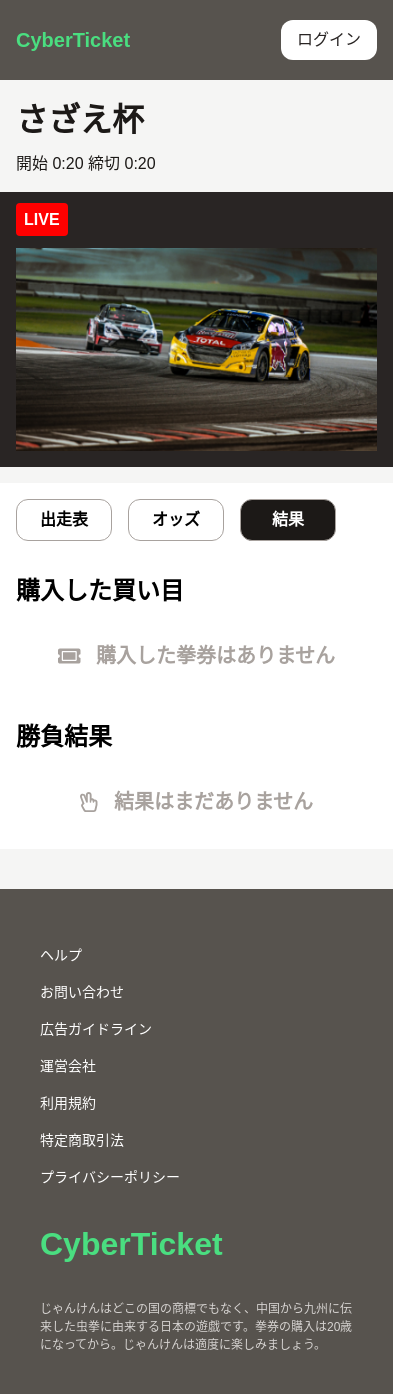 CyberTicket
ログイン
さざえ杯
開始 0:20 締切 0:20
LIVE
TOTAL
出走表
オッズ
結果
購入した買い目
購入した拳券はありません
勝負結果
結果はまだありません
ヘルプ
お問い合わせ
広告ガイドライン
運営会社
利用規約
特定商取引法
プライバシーポリシー
CyberTicket
じゃんけんはどこの国の商標でもなく、中国から九州に伝
来した虫拳に由来する日本の遊戯です。拳券の購入は20歳
になってから。じゃんけんは適度に楽しみましょう。